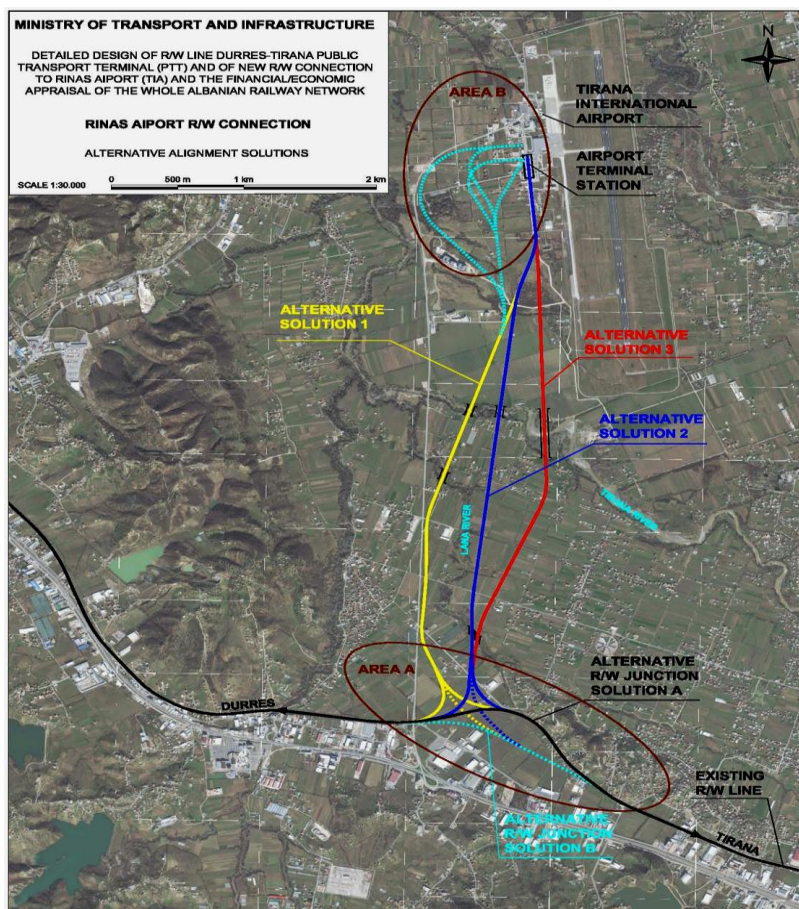 MINISTRY OF TRANSPORT AND INFRASTRUCTURE
DETAILED DESIGN OF R/W LINE DURRES-TIRANA PUBLIC
TRANSPORT TERMINAL (PTT) AND OF NEW R/W CONNECTION
TO RINAS AIPORT (TIA) AND THE FINANCIAL/ECONOMIC
APPRAISAL OF THE WHOLE ALBANIAN RAILWAY NETWORK
RINAS AIPORT R/W CONNECTION
ALTERNATIVE ALIGNMENT SOLUTIONS
SCALE 1:30.000
0 500 m 1 km 2 km
N
AREA B
TIRANA
INTERNATIONAL
AIRPORT
AIRPORT
TERMINAL
STATION
ALTERNATIVE
SOLUTION 1
ALTERNATIVE
SOLUTION 3
ALTERNATIVE
SOLUTION 2
TIRANA RIVER
LANA RIVER
AREA A
ALTERNATIVE
R/W JUNCTION
SOLUTION A
DURRES
EXISTING
R/W LINE
ALTERNATIVE
R/W JUNCTION
SOLUTION B
TIRANA